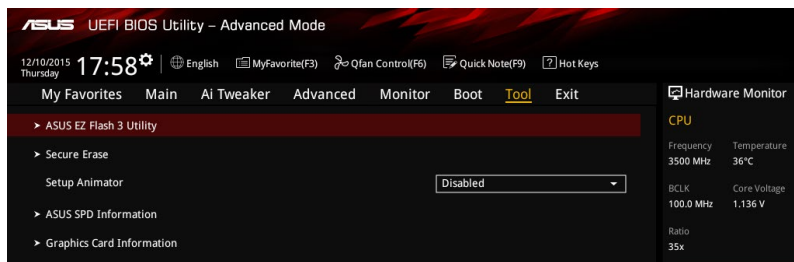 ASUS UEFI BIOS Utility – Advanced Mode
12/10/2015 Thursday 17:58 English MyFavorite(F3) Qfan Control(F6) Quick Note(F9) ? Hot Keys
My Favorites Main Ai Tweaker Advanced Monitor Boot Tool Exit
Hardware Monitor
> ASUS EZ Flash 3 Utility
> Secure Erase
Setup Animator Disabled
> ASUS SPD Information
> Graphics Card Information
CPU
Frequency Temperature
3500 MHz 36°C
BCLK Core Voltage
100.0 MHz 1.136 V
Ratio
35x